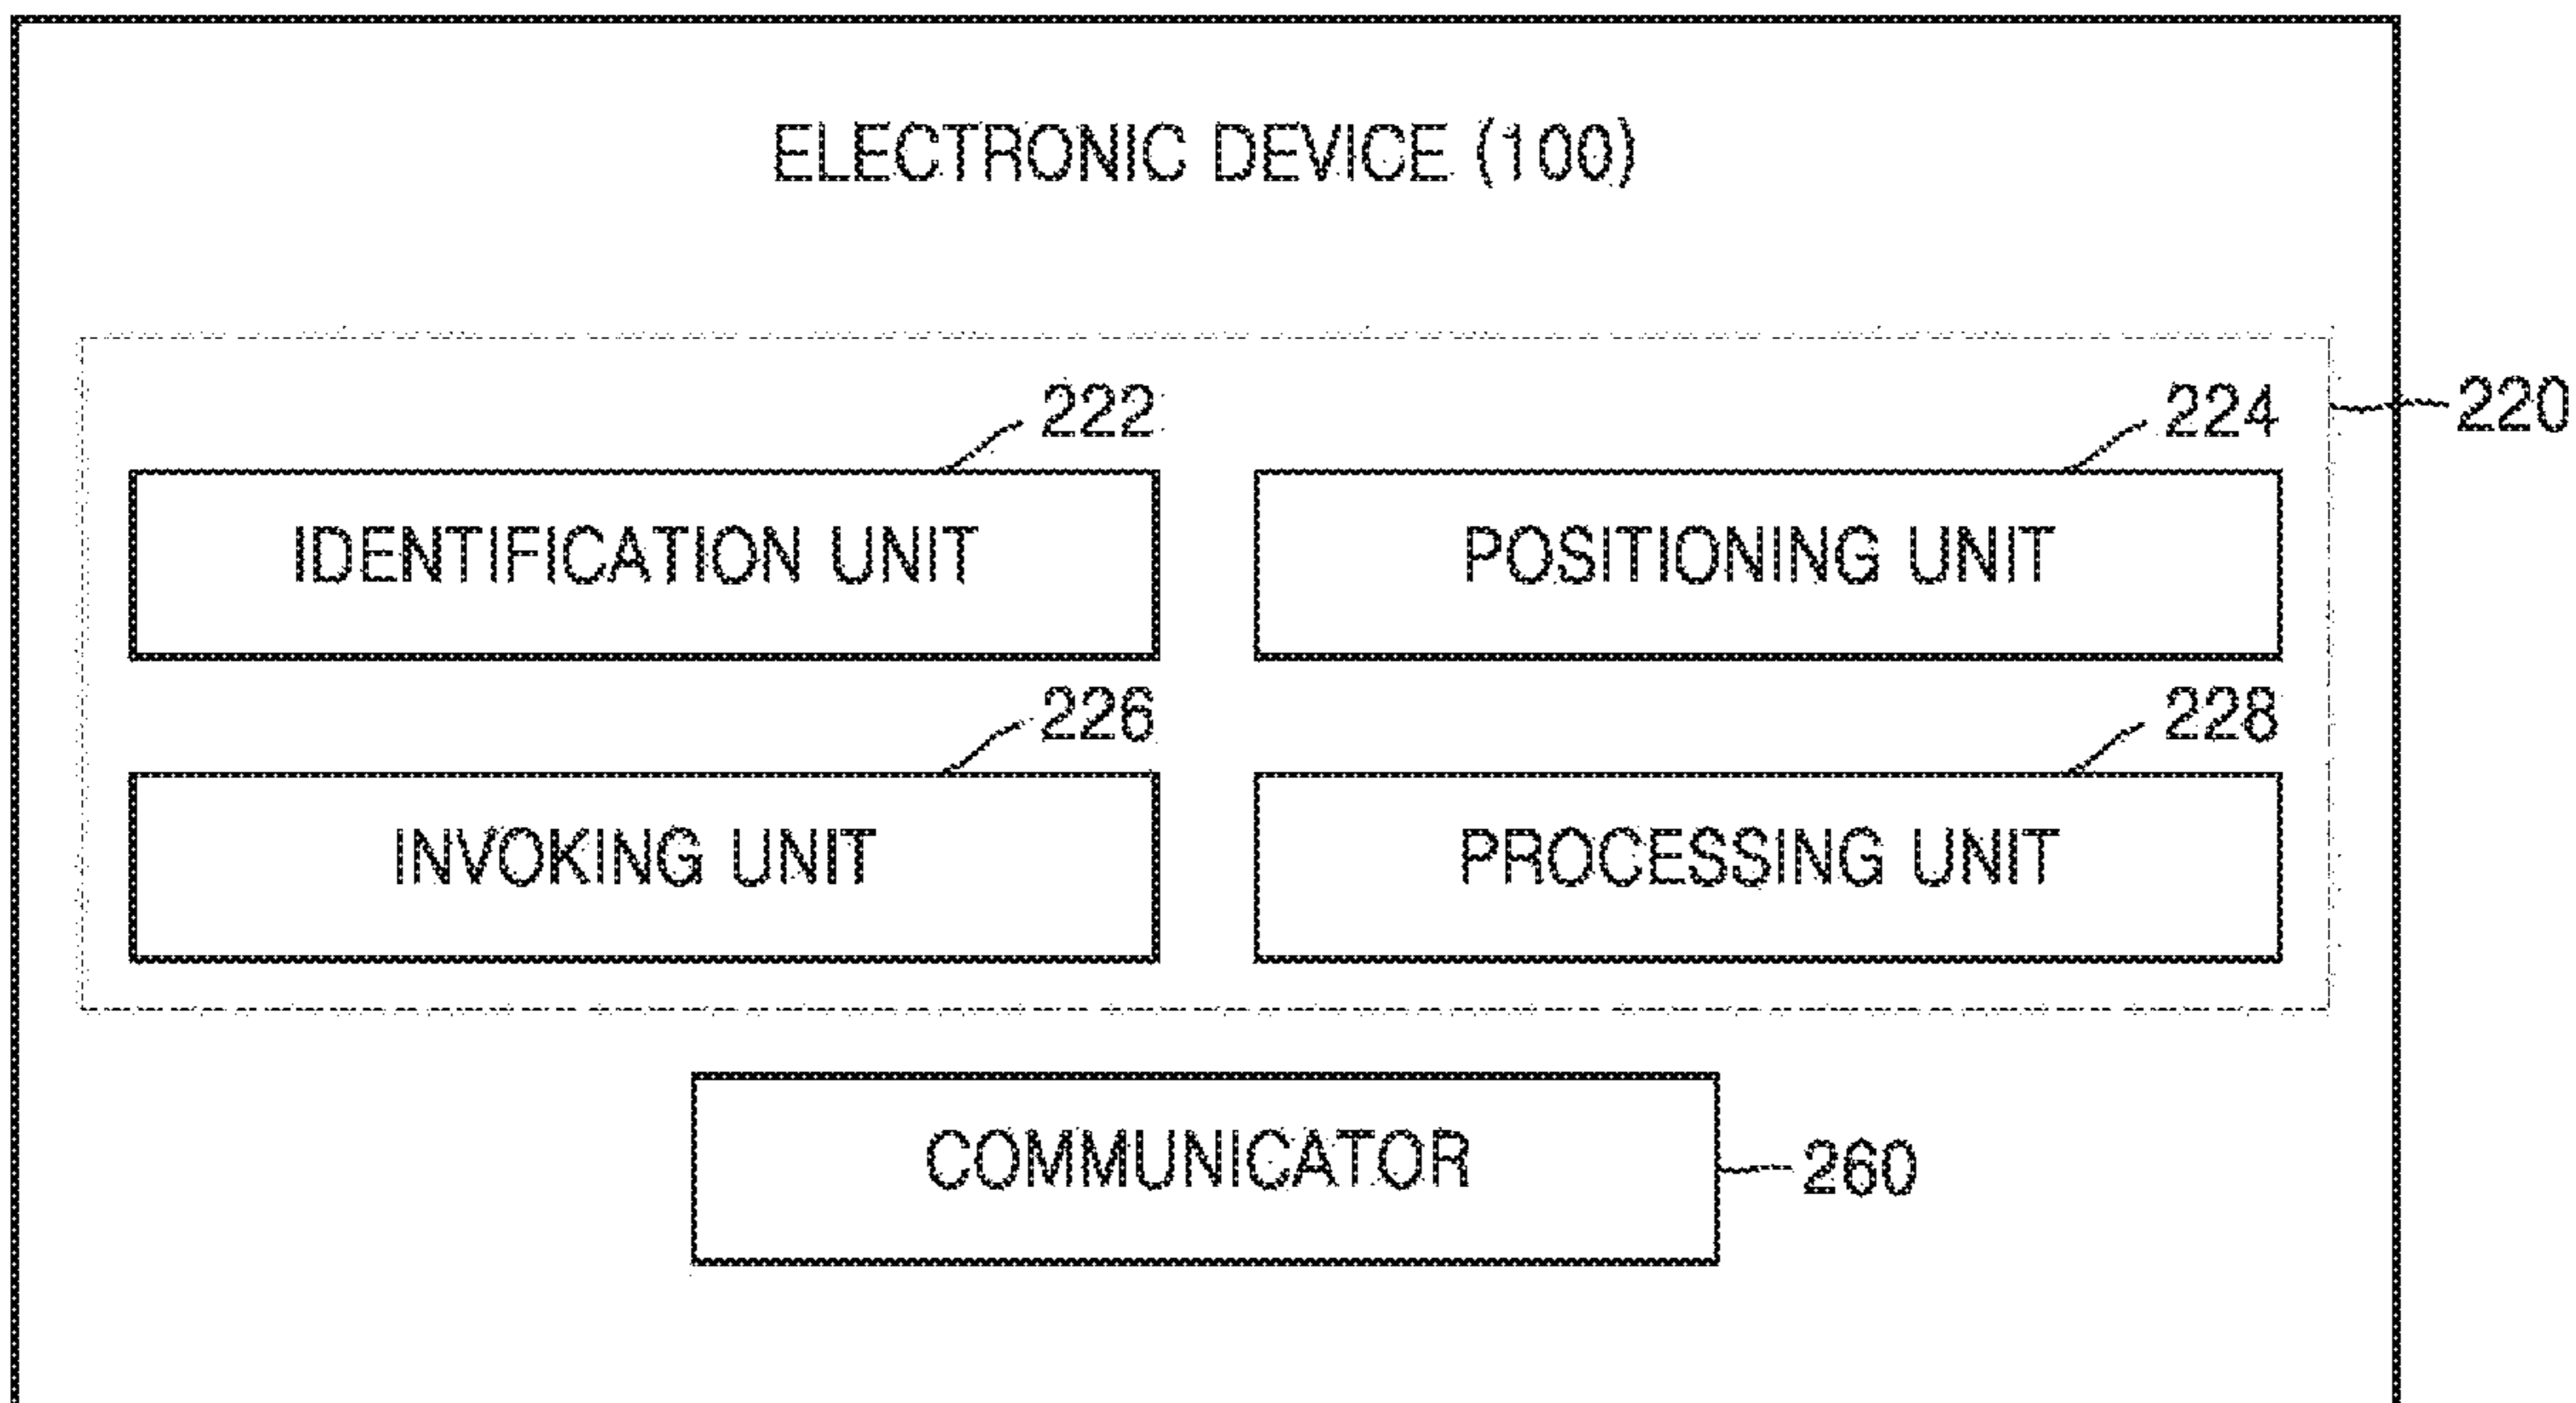 ELECTRONIC DEVICE (100)
220
222
224
IDENTIFICATION UNIT
POSITIONING UNIT
226
228
INVOKING UNIT
PROCESSING UNIT
COMMUNICATOR
260